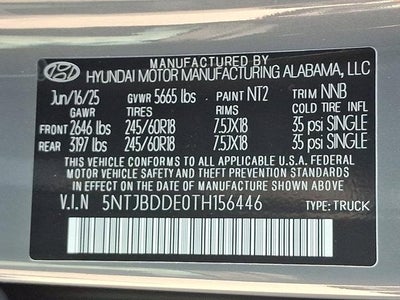 MANUFACTURED BY
HYUNDAI MOTOR MANUFACTURING ALABAMA, LLC
Jun/16/25 GVWR 5665 lbs PAINT NT2 TRIM NNB
GAWR TIRES RIMS COLD TIRE INFL
FRONT 2646 lbs 245/60R18 7.5JX18 35 psi SINGLE
REAR 3197 lbs 245/60R18 7.5JX18 35 psi SINGLE
THIS VEHICLE CONFORMS TO ALL APPLICABLE U.S.A. FEDERAL
MOTOR VEHICLE SAFETY AND THEFT PREVENTION STANDARDS
IN EFFECT ON THE DATE OF MANUFACTURE SHOWN ABOVE.
V.I.N 5NTJBDDE0TH156446 TYPE: TRUCK